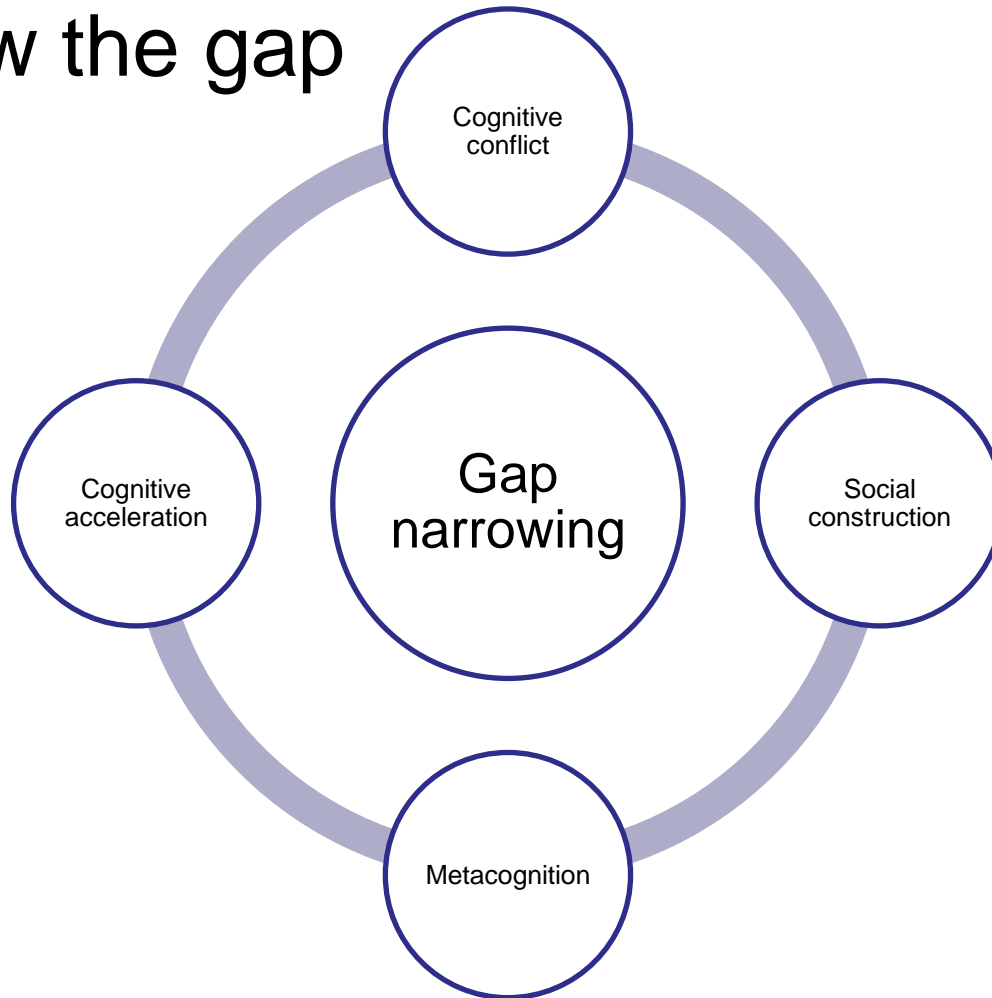 w the gap
Cognitive
conflict
Cognitive
acceleration
Gap
narrowing
Social
construction
Metacognition